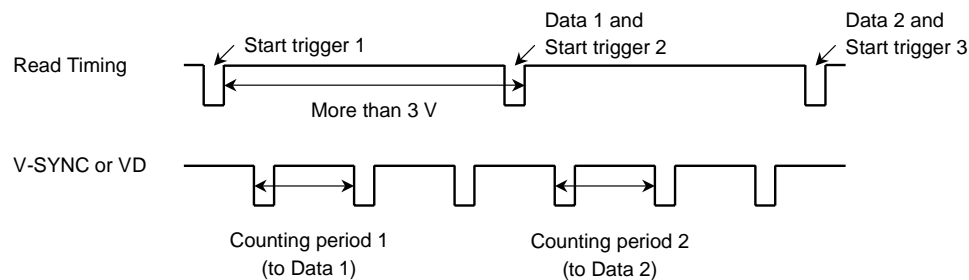 Read Timing
Start trigger 1
Data 1 and
Start trigger 2
Data 2 and
Start trigger 3
More than 3 V
V-SYNC or VD
Counting period 1
(to Data 1)
Counting period 2
(to Data 2)